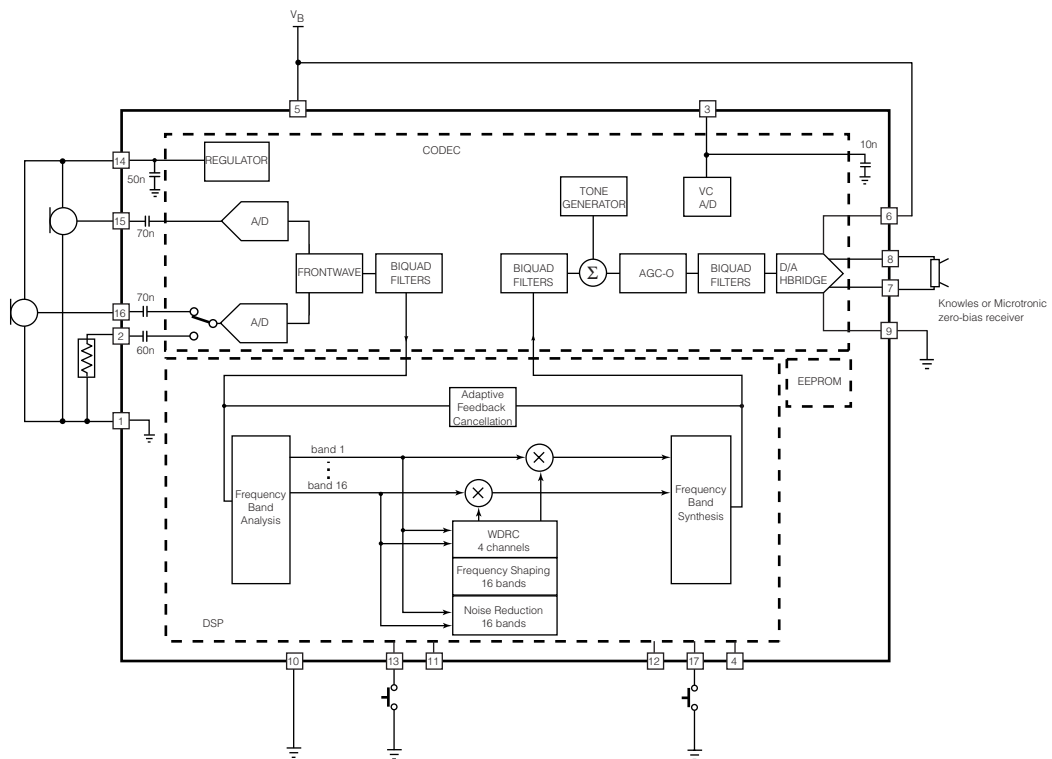 VB
5
3
CODEC
10n
14
50n
REGULATOR
TONE
GENERATOR
VC
A/D
15
70n
A/D
6
FRONTWAVE
BIQUAD
FILTERS
BIQUAD
FILTERS
Σ
AGC-O
BIQUAD
FILTERS
D/A
HBRIDGE
8
7
Knowles or Microtronic
zero-bias receiver
70n
16
A/D
2
60n
9
EEPROM
Adaptive
Feedback
Cancellation
1
band 1
band 16
Frequency
Band
Analysis
Frequency
Band
Synthesis
WDRC
4 channels
Frequency Shaping
16 bands
Noise Reduction
16 bands
DSP
10
13
11
12
17
4